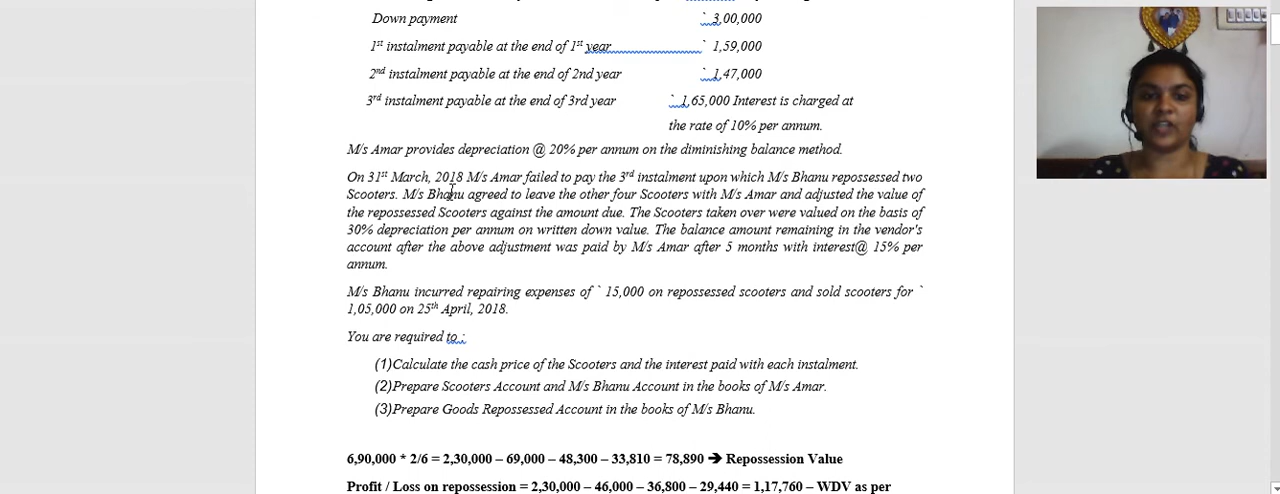 Down payment ` 3,00,000
1st instalment payable at the end of 1st year ` 1,59,000
2nd instalment payable at the end of 2nd year ` 1,47,000
3rd instalment payable at the end of 3rd year ` 1,65,000 Interest is charged at
the rate of 10% per annum.
M/s Amar provides depreciation @ 20% per annum on the diminishing balance method.
On 31st March, 2018 M/s Amar failed to pay the 3rd instalment upon which M/s Bhanu repossessed two
Scooters. M/s Bhanu agreed to leave the other four Scooters with M/s Amar and adjusted the value of
the repossessed Scooters against the amount due. The Scooters taken over were valued on the basis of
30% depreciation per annum on written down value. The balance amount remaining in the vendor's
account after the above adjustment was paid by M/s Amar after 5 months with interest@ 15% per
annum.
M/s Bhanu incurred repairing expenses of ` 15,000 on repossessed scooters and sold scooters for `
1,05,000 on 25th April, 2018.
You are required to :
(1)Calculate the cash price of the Scooters and the interest paid with each instalment.
(2)Prepare Scooters Account and M/s Bhanu Account in the books of M/s Amar.
(3)Prepare Goods Repossessed Account in the books of M/s Bhanu.
6,90,000 * 2/6 = 2,30,000 – 69,000 – 48,300 – 33,810 = 78,890 ➔ Repossession Value
Profit / Loss on repossession = 2,30,000 – 46,000 – 36,800 – 29,440 = 1,17,760 – WDV as per